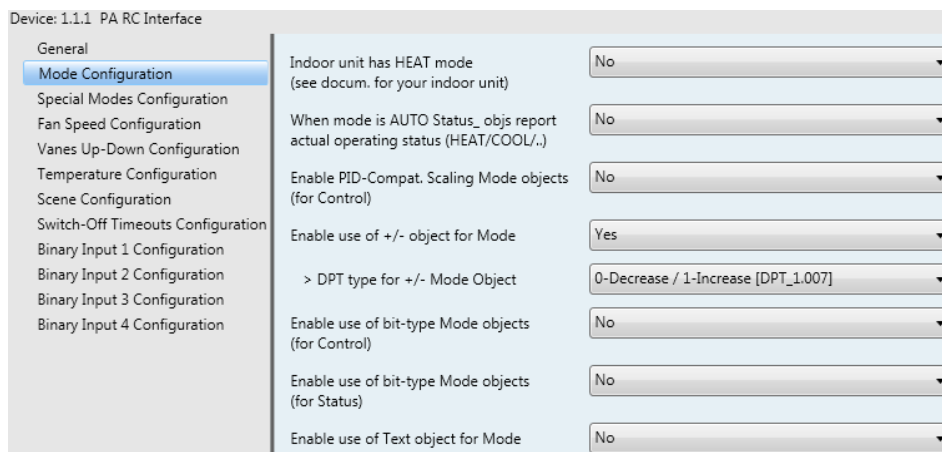 Device: 1.1.1 PA RC Interface
General
Mode Configuration
Special Modes Configuration
Fan Speed Configuration
Vanes Up-Down Configuration
Temperature Configuration
Scene Configuration
Switch-Off Timeouts Configuration
Binary Input 1 Configuration
Binary Input 2 Configuration
Binary Input 3 Configuration
Binary Input 4 Configuration
Indoor unit has HEAT mode
(see docum. for your indoor unit)
No
When mode is AUTO Status_ objs report
actual operating status (HEAT/COOL/..)
No
Enable PID-Compat. Scaling Mode objects
(for Control)
No
Enable use of +/- object for Mode
Yes
> DPT type for +/- Mode Object
0-Decrease / 1-Increase [DPT_1.007]
Enable use of bit-type Mode objects
(for Control)
No
Enable use of bit-type Mode objects
(for Status)
No
Enable use of Text object for Mode
No